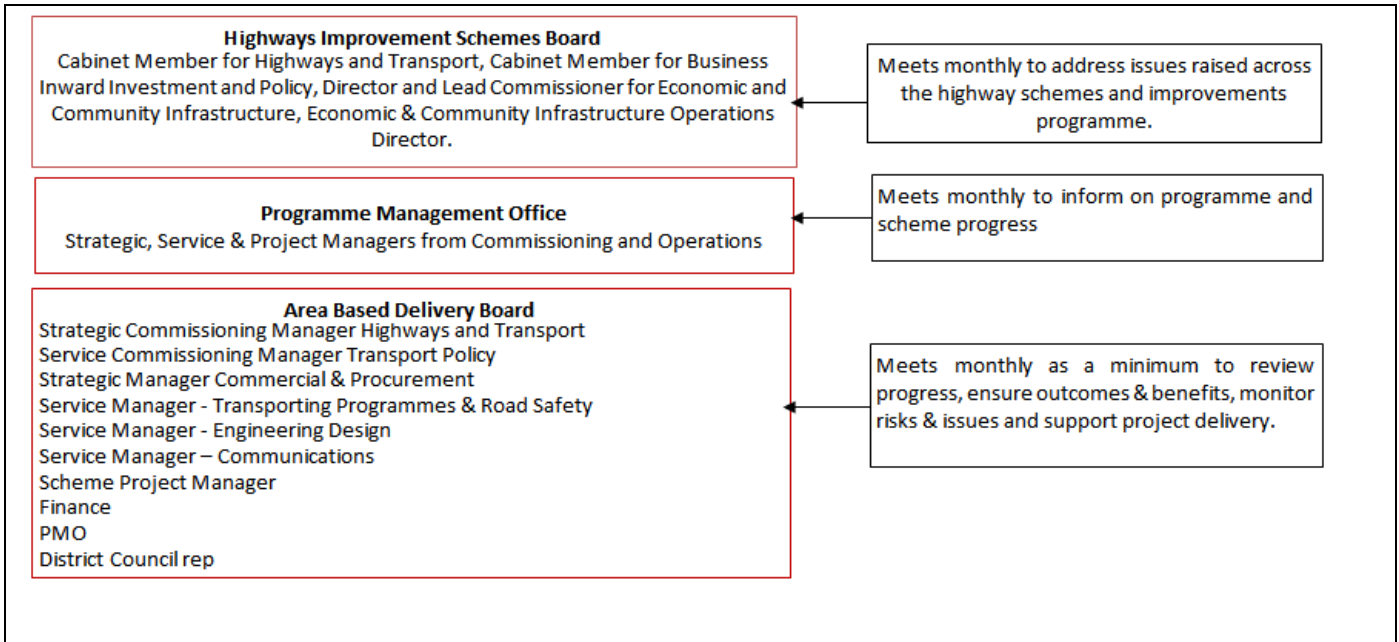 Highways Improvement Schemes Board
Cabinet Member for Highways and Transport, Cabinet Member for Business
Inward Investment and Policy, Director and Lead Commissioner for Economic and
Community Infrastructure, Economic & Community Infrastructure Operations
Director.
Meets monthly to address issues raised across
the highway schemes and improvements
programme.
Programme Management Office
Strategic, Service & Project Managers from Commissioning and Operations
Meets monthly to inform on programme and
scheme progress
Area Based Delivery Board
Strategic Commissioning Manager Highways and Transport
Service Commissioning Manager Transport Policy
Strategic Manager Commercial & Procurement
Service Manager - Transporting Programmes & Road Safety
Service Manager - Engineering Design
Service Manager – Communications
Scheme Project Manager
Finance
PMO
District Council rep
Meets monthly as a minimum to review
progress, ensure outcomes & benefits, monitor
risks & issues and support project delivery.